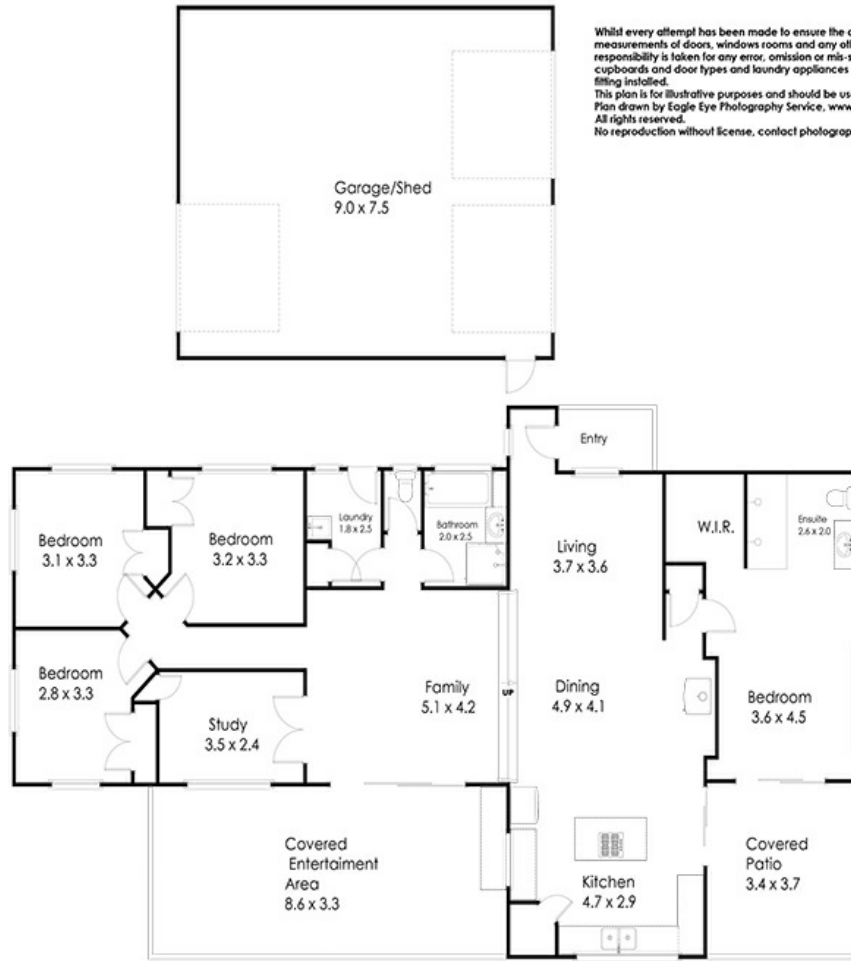 Whilst every attempt has been made to ensure the
measurements of doors, windows rooms and any
responsibility is taken for any error, omission or
cupboards and door types and laundry appliances
fitting installed.
This plan is for illustrative purposes and should be
Plan drawn by Eagle Eye Photography Service,
All rights reserved.
No reproduction without license, contact
Garage/Shed
9.0 x 7.5
Entry
Bedroom
3.1 x 3.3
Bedroom
3.2 x 3.3
Laundry
1.8 x 2.5
Bathroom
2.0 x 2.5
Living
3.7 x 3.6
W.I.R.
Ensuite
2.6 x 2.0
Bedroom
2.8 x 3.3
Study
3.5 x 2.4
Family
5.1 x 4.2
UP
Dining
4.9 x 4.1
Bedroom
3.6 x 4.5
Covered
Entertaiment
Area
8.6 x 3.3
Kitchen
4.7 x 2.9
Covered
Patio
3.4 x 3.7